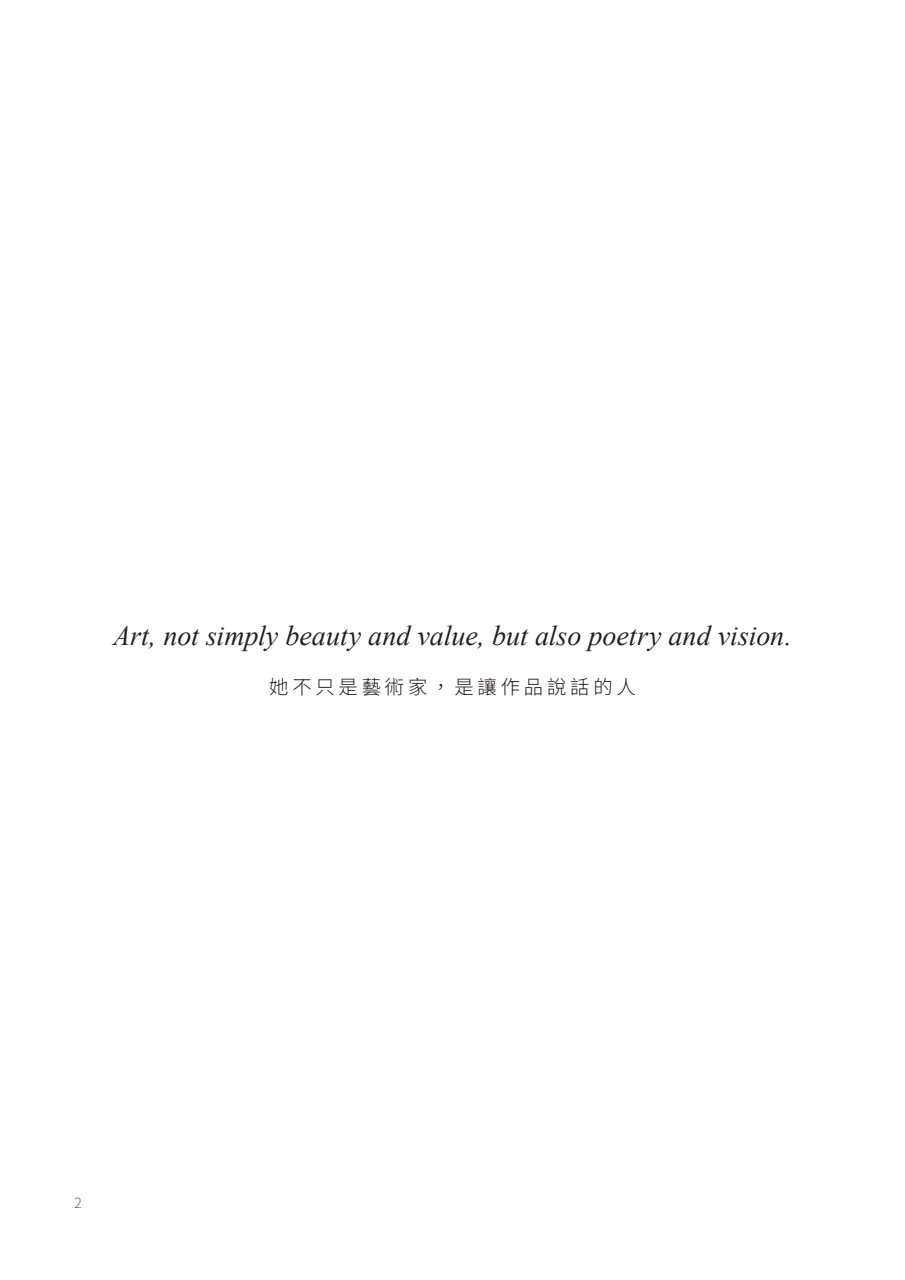 Art, not simply beauty and value, but also poetry and vision.
她不只是藝術家，是讓作品說話的人
2